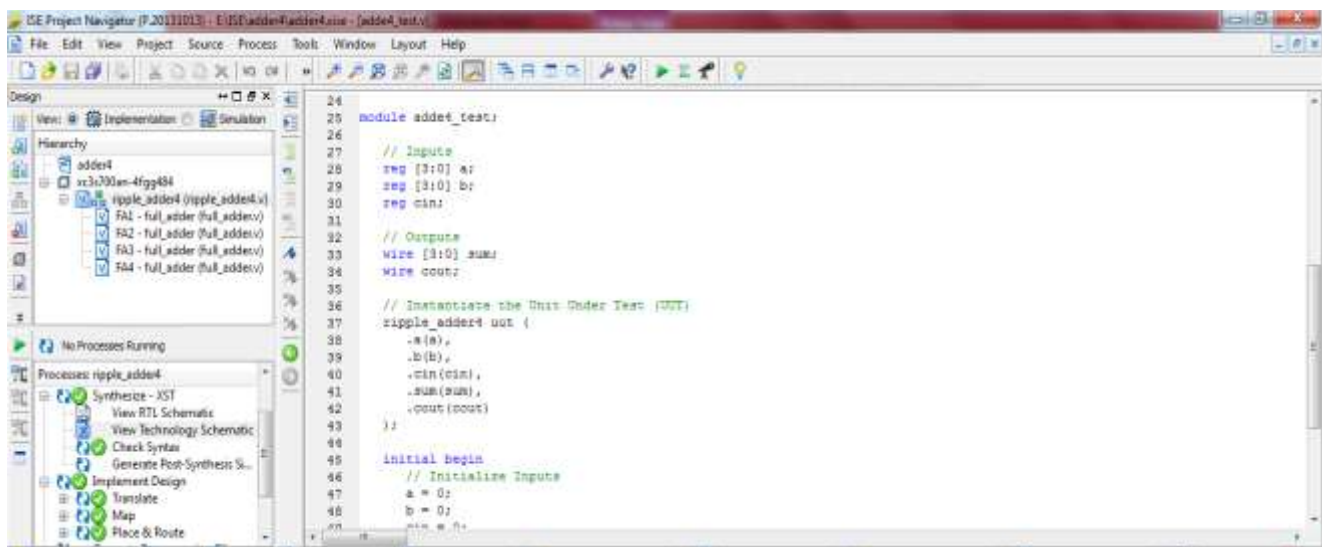 ISE Project Navigator (P.20131013) - E:\ISE\adder4\adder4.xise - [adde4_test.v]
File Edit View Project Source Process Tools Window Layout Help
Design
View: Implementation Simulation
Hierarchy
adder4
xc3s700an-4fgg484
ripple_adder4 (ripple_adder4.v)
FA1 - full_adder (full_adder.v)
FA2 - full_adder (full_adder.v)
FA3 - full_adder (full_adder.v)
FA4 - full_adder (full_adder.v)
No Processes Running
Processes: ripple_adder4
Synthesize - XST
View RTL Schematic
View Technology Schematic
Check Syntax
Generate Post-Synthesis Si...
Implement Design
Translate
Map
Place & Route
24
25 module adde4_test;
26
27 // Inputs
28 reg [3:0] a;
29 reg [3:0] b;
30 reg cin;
31
32 // Outputs
33 wire [3:0] sum;
34 wire cout;
35
36 // Instantiate the Unit Under Test (UUT)
37 ripple_adder4 uut (
38 .a(a),
39 .b(b),
40 .cin(cin),
41 .sum(sum),
42 .cout(cout)
43 );
44
45 initial begin
46 // Initialize Inputs
47 a = 0;
48 b = 0;
49 cin = 0;